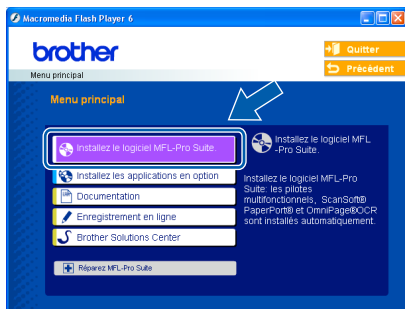 Macromedia Flash Player 6
brother
Quitter
Précédent
Menu principal
Menu principal
Installez le logiciel MFL-Pro Suite.
Installez les applications en option
Documentation
Enregistrement en ligne
Brother Solutions Center
Réparez MFL-Pro Suite
Installez le logiciel MFL
-Pro Suite.
Installez MFL-Pro
Suite: les pilotes
multifonctionnels, ScanSoft®
PaperPort® et OmniPage®OCR
sont installés automatiquement.